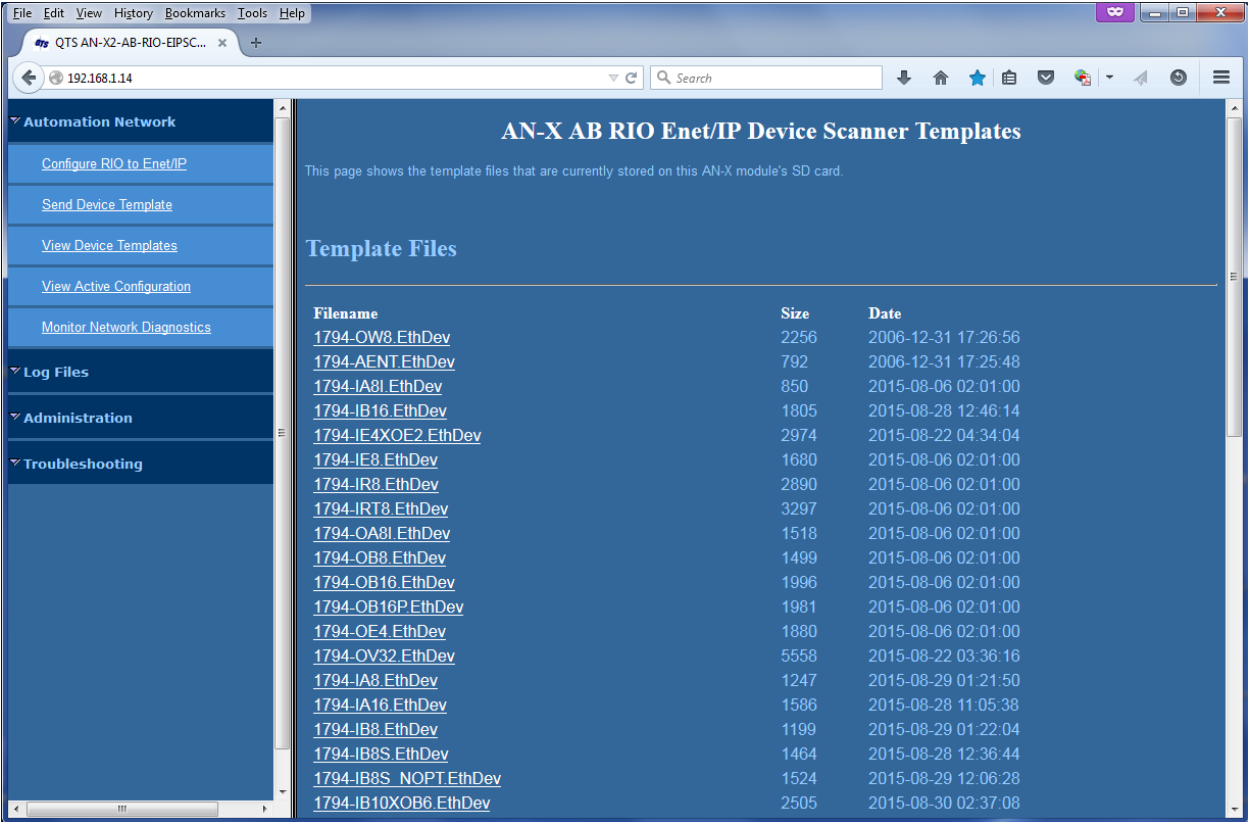 File Edit View History Bookmarks Tools Help
QTS AN-X2-AB-RIO-EIPSC...
192.168.1.14
Search
Automation Network
Configure RIO to Enet/IP
Send Device Template
View Device Templates
View Active Configuration
Monitor Network Diagnostics
Log Files
Administration
Troubleshooting
AN-X AB RIO Enet/IP Device Scanner Templates
This page shows the template files that are currently stored on this AN-X module's SD card.
Template Files
Filename Size Date
1794-OW8.EthDev 2256 2006-12-31 17:26:56
1794-AENT.EthDev 792 2006-12-31 17:25:48
1794-IA8I.EthDev 850 2015-08-06 02:01:00
1794-IB16.EthDev 1805 2015-08-28 12:46:14
1794-IE4XOE2.EthDev 2974 2015-08-22 04:34:04
1794-IE8.EthDev 1680 2015-08-06 02:01:00
1794-IR8.EthDev 2890 2015-08-06 02:01:00
1794-IRT8.EthDev 3297 2015-08-06 02:01:00
1794-OA8I.EthDev 1518 2015-08-06 02:01:00
1794-OB8.EthDev 1499 2015-08-06 02:01:00
1794-OB16.EthDev 1996 2015-08-06 02:01:00
1794-OB16P.EthDev 1981 2015-08-06 02:01:00
1794-OE4.EthDev 1880 2015-08-06 02:01:00
1794-OV32.EthDev 5558 2015-08-22 03:36:16
1794-IA8.EthDev 1247 2015-08-29 01:21:50
1794-IA16.EthDev 1586 2015-08-28 11:05:38
1794-IB8.EthDev 1199 2015-08-29 01:22:04
1794-IB8S.EthDev 1464 2015-08-28 12:36:44
1794-IB8S_NOPT.EthDev 1524 2015-08-29 12:06:28
1794-IB10XOB6.EthDev 2505 2015-08-30 02:37:08